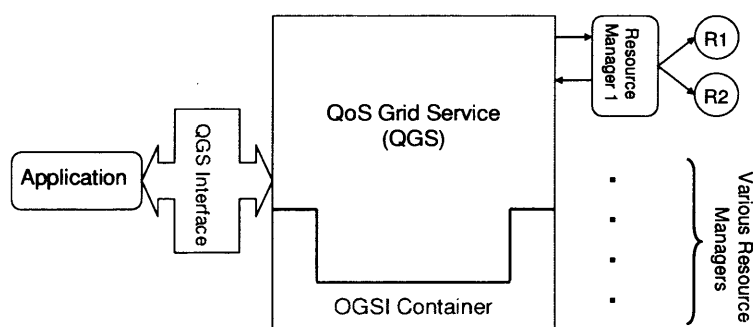 Application
QGS Interface
QoS Grid Service
(QGS)
OGSI Container
Resource
Manager 1
R1
R2
Various Resource
Managers